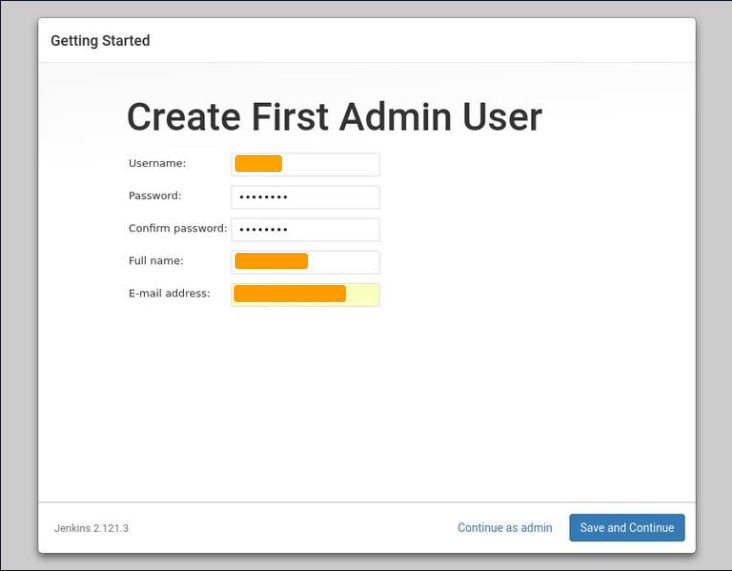 Getting Started
Create First Admin User
Username:
Password: ••••••••
Confirm password: ••••••••
Full name:
E-mail address:
Jenkins 2.121.3
Continue as admin
Save and Continue